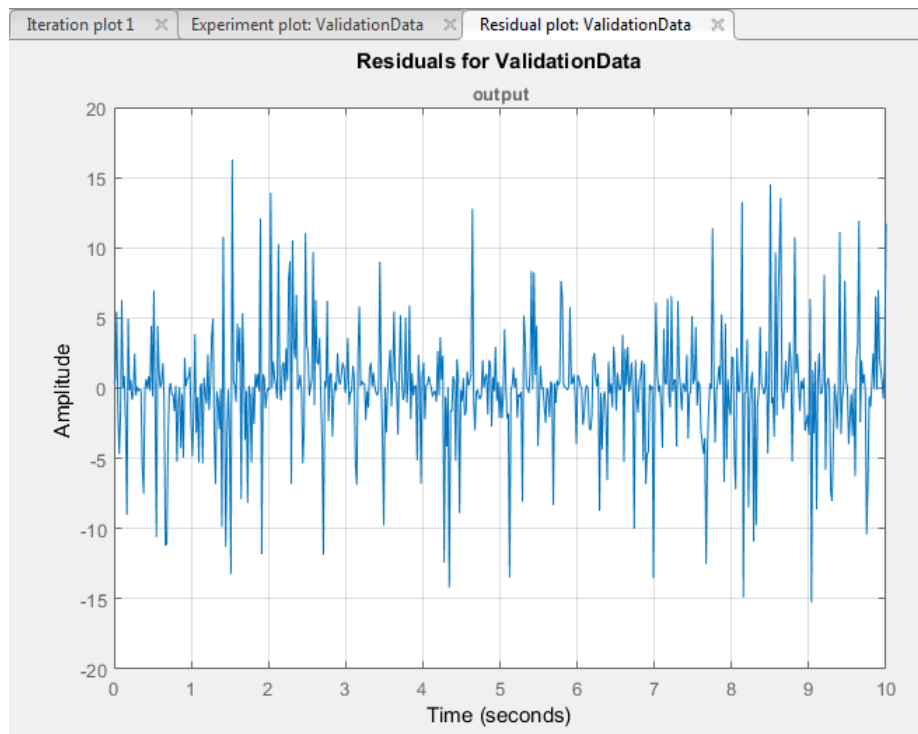 Iteration plot 1 Experiment plot: ValidationData Residual plot: ValidationData
Residuals for ValidationData
output
20
15
10
5
0
-5
-10
-15
-20
Amplitude
0 1 2 3 4 5 6 7 8 9 10
Time (seconds)